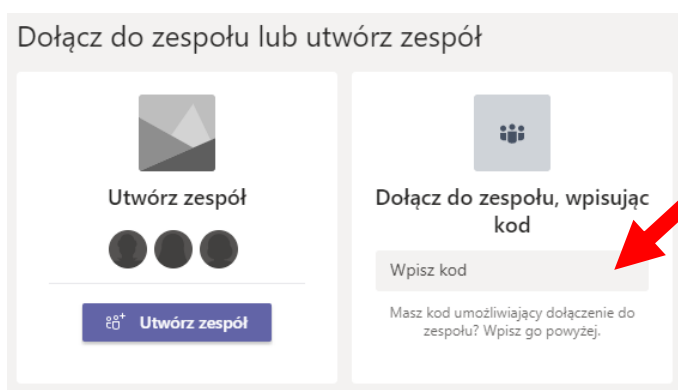 Dołącz do zespołu lub utwórz zespół
Utwórz zespół
Utwórz zespół
Dołącz do zespołu, wpisując
kod
Wpisz kod
Masz kod umożliwiający dołączenie do
zespołu? Wpisz go powyżej.